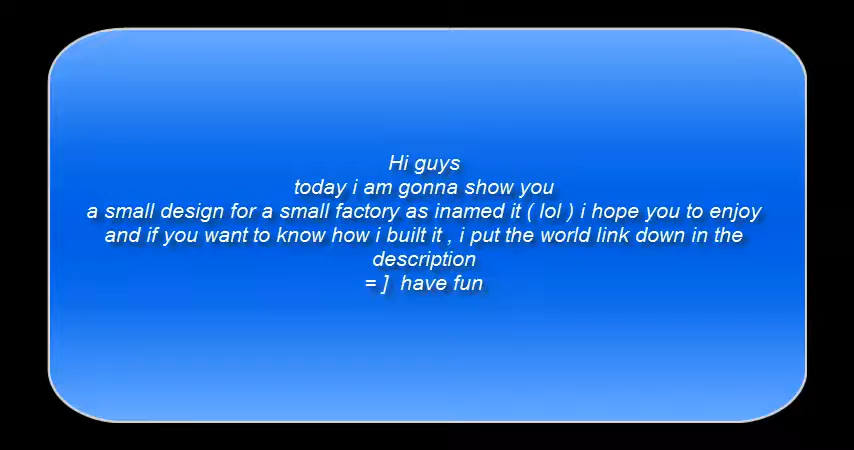 Hi guys
today i am gonna show you
a small design for a small factory as inamed it ( lol ) i hope you to enjoy
and if you want to know how i built it , i put the world link down in the
description
= ]  have fun